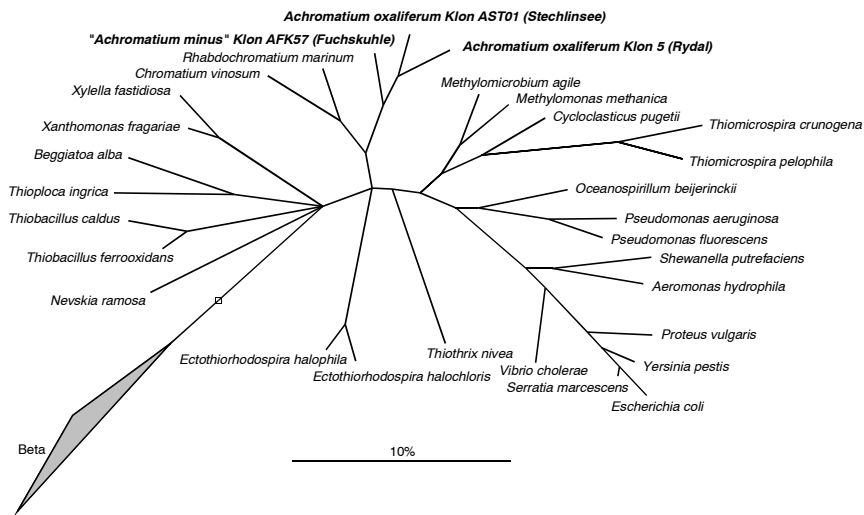 Achromatium oxaliferum Klon AST01 (Stechlinsee)
"Achromatium minus" Klon AFK57 (Fuchskuhle)
Achromatium oxaliferum Klon 5 (Rydal)
Rhabdochromatium marinum
Chromatium vinosum
Methylomicrobium agile
Xylella fastidiosa
Methylomonas methanica
Cycloclasticus pugetii
Thiomicrospira crunogena
Xanthomonas fragariae
Beggiatoa alba
Thiomicrospira pelophila
Thioploca ingrica
Oceanospirillum beijerinckii
Thiobacillus caldus
Pseudomonas aeruginosa
Pseudomonas fluorescens
Thiobacillus ferrooxidans
Shewanella putrefaciens
Aeromonas hydrophila
Nevskia ramosa
Proteus vulgaris
Ectothiorhodospira halophila
Thiothrix nivea
Yersinia pestis
Vibrio cholerae
Ectothiorhodospira halochloris
Serratia marcescens
Escherichia coli
Beta
10%